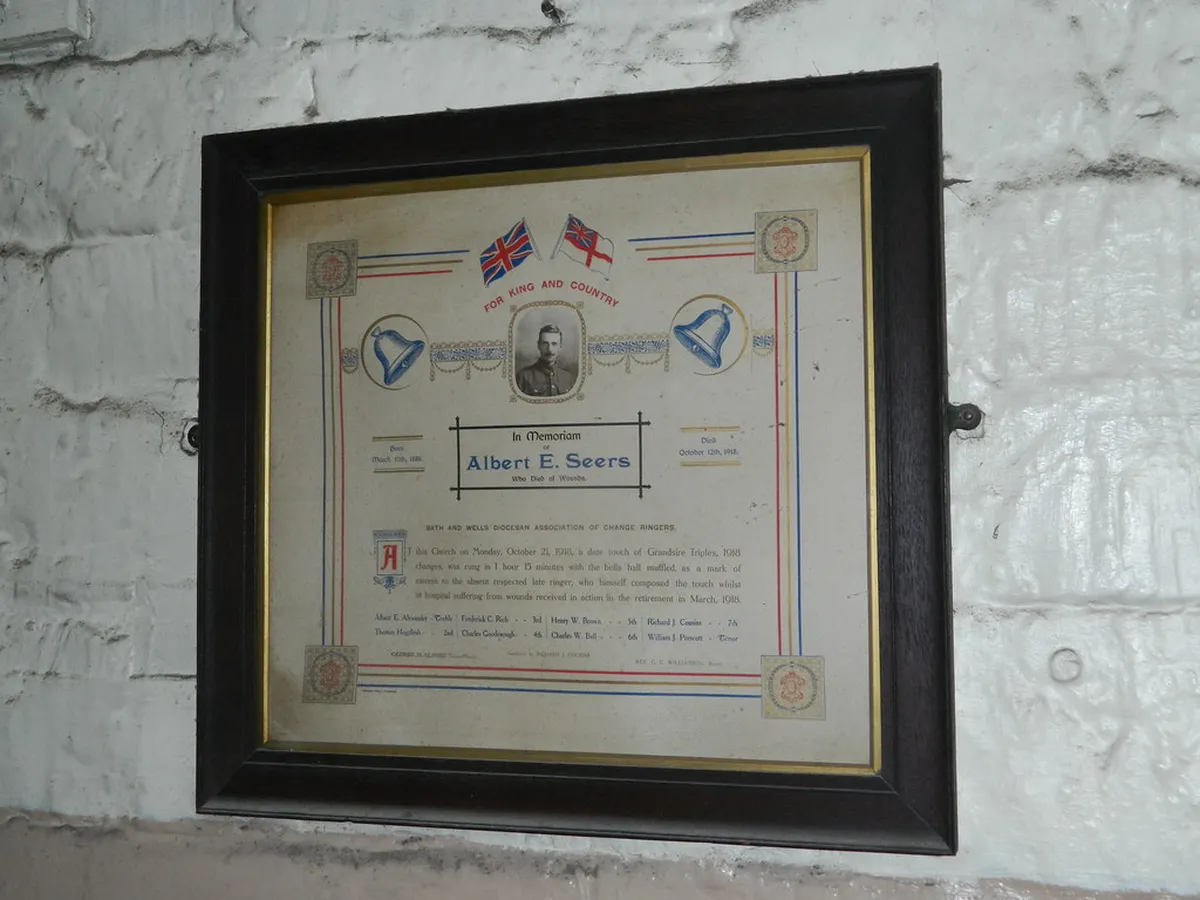 FOR KING AND COUNTRY
In Memoriam
OF
Albert E. Seers
Who Died of Wounds.
Born
March 17th,
Died
October 12th, 1918.
BATH AND WELLS DIOCESAN ASSOCIATION OF CHANGE RINGERS.
AT this Church on Monday, October 21, 1918, a date touch of Grandsire Triples, 1918
changes, was rung in 1 hour 15 minutes with the bells half muffled, as a mark of
esteem to the absent respected late ringer, who himself composed the touch whilst
in hospital suffering from wounds received in action in the retirement in March, 1918.
Albert E. Alexander - Treble Frederick C. Rich - - 3rd Henry W. Brown - - 5th Richard J. Cousins - - 7th
Thomas - - 2nd Charles - 4th Charles W. Bell - - 6th William J. Prescott - Tenor